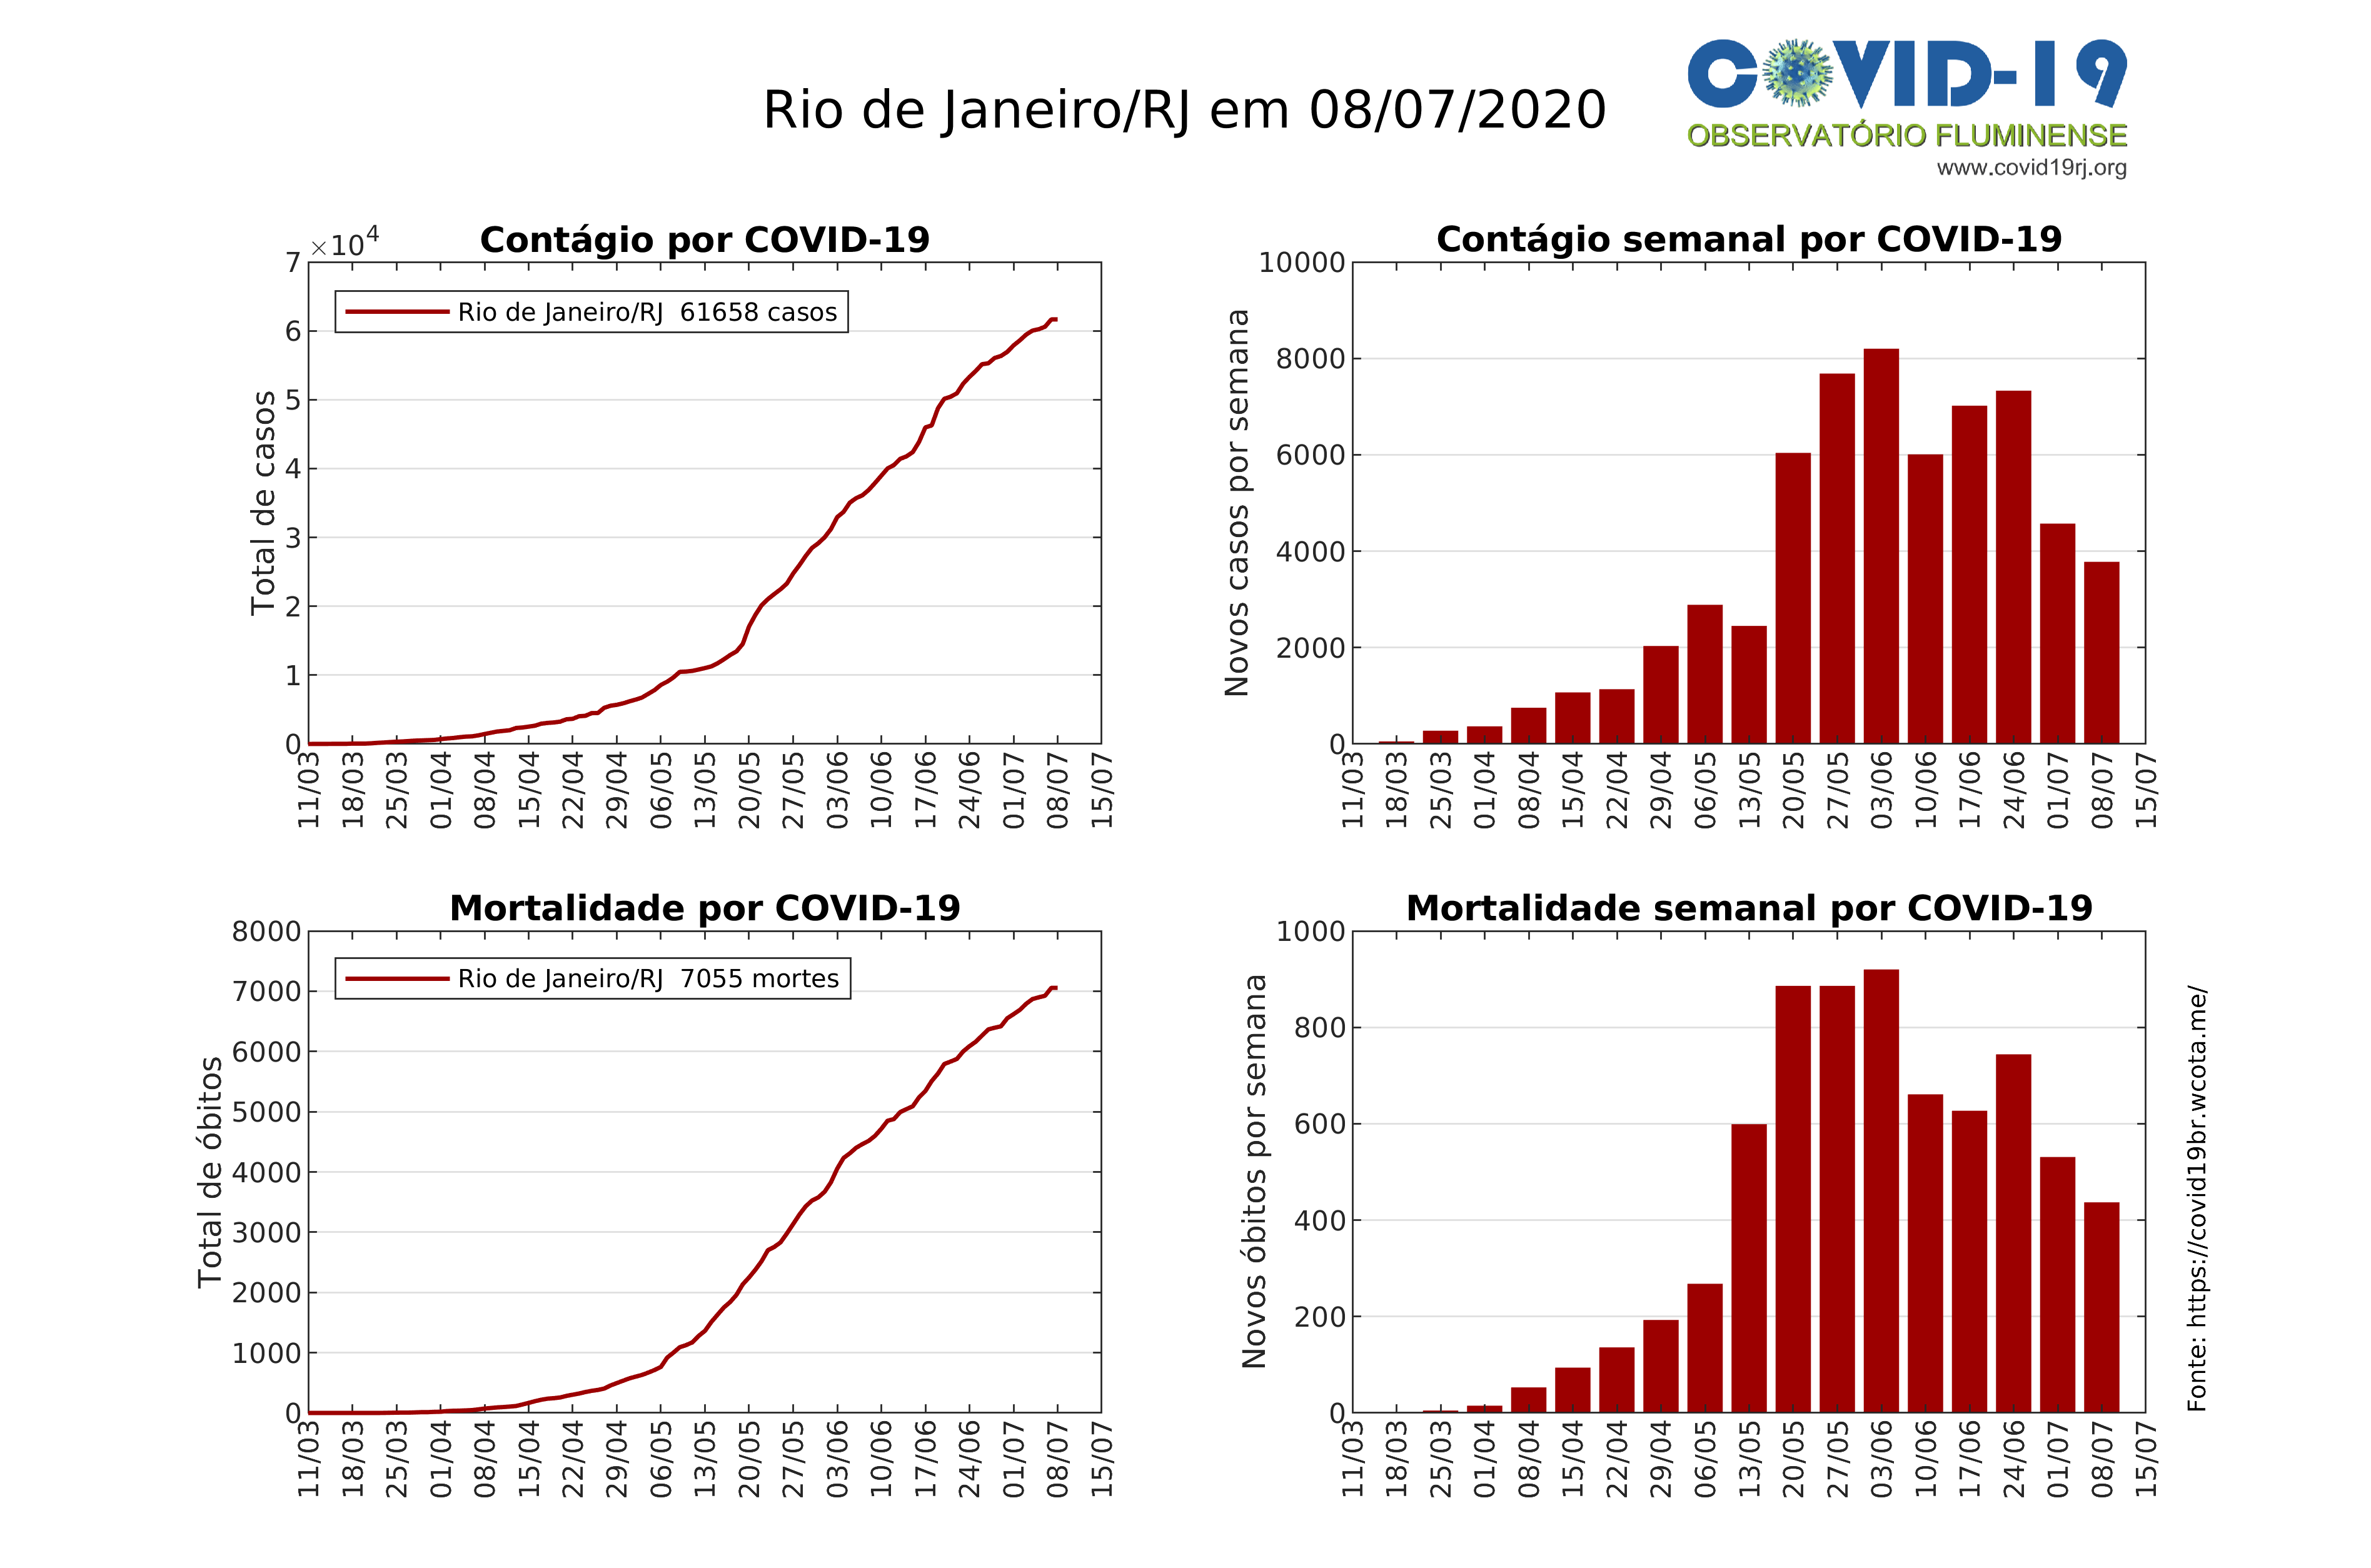 Rio de Janeiro/RJ em 08/07/2020
COVID-19
OBSERVATÓRIO FLUMINENSE
www.covid19rj.org
Contágio por COVID-19
×10⁴
Total de casos
7
6
5
4
3
2
1
0
Rio de Janeiro/RJ 61658 casos
11/03 18/03 25/03 01/04 08/04 15/04 22/04 29/04 06/05 13/05 20/05 27/05 03/06 10/06 17/06 24/06 01/07 08/07 15/07
Contágio semanal por COVID-19
Novos casos por semana
10000
8000
6000
4000
2000
0
11/03 18/03 25/03 01/04 08/04 15/04 22/04 29/04 06/05 13/05 20/05 27/05 03/06 10/06 17/06 24/06 01/07 08/07 15/07
Mortalidade por COVID-19
Total de óbitos
8000
7000
6000
5000
4000
3000
2000
1000
0
Rio de Janeiro/RJ 7055 mortes
11/03 18/03 25/03 01/04 08/04 15/04 22/04 29/04 06/05 13/05 20/05 27/05 03/06 10/06 17/06 24/06 01/07 08/07 15/07
Mortalidade semanal por COVID-19
Novos óbitos por semana
1000
800
600
400
200
0
11/03 18/03 25/03 01/04 08/04 15/04 22/04 29/04 06/05 13/05 20/05 27/05 03/06 10/06 17/06 24/06 01/07 08/07 15/07
Fonte: https://covid19br.wcota.me/